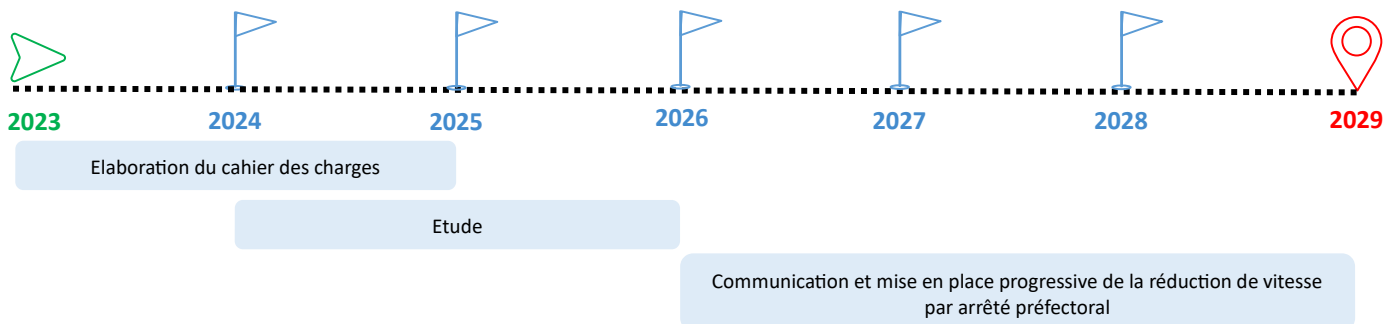 2023 2024 2025 2026 2027 2028 2029
Elaboration du cahier des charges
Etude
Communication et mise en place progressive de la réduction de vitesse
par arrêté préfectoral